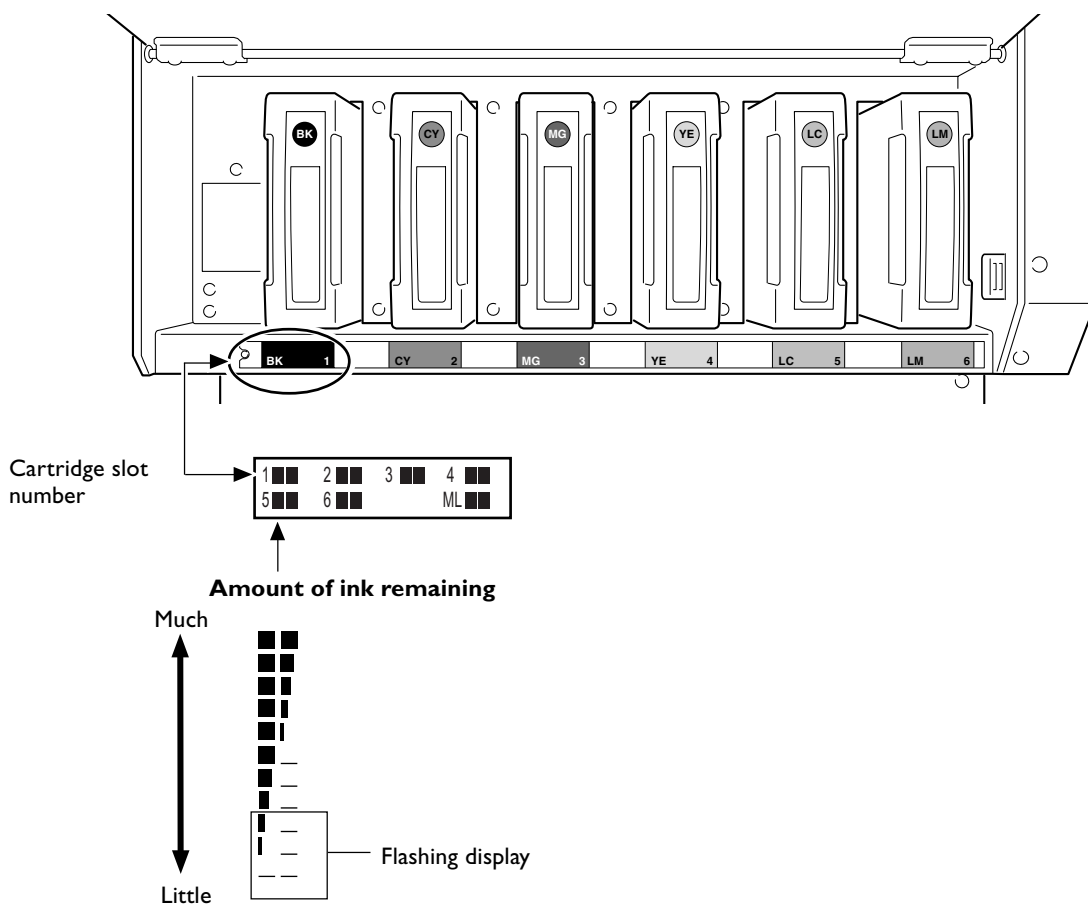 BK CY MG YE LC LM
BK 1 CY 2 MG 3 YE 4 LC 5 LM 6
Cartridge slot
number
1 2 3 4
5 6 ML
Amount of ink remaining
Much
Flashing display
Little